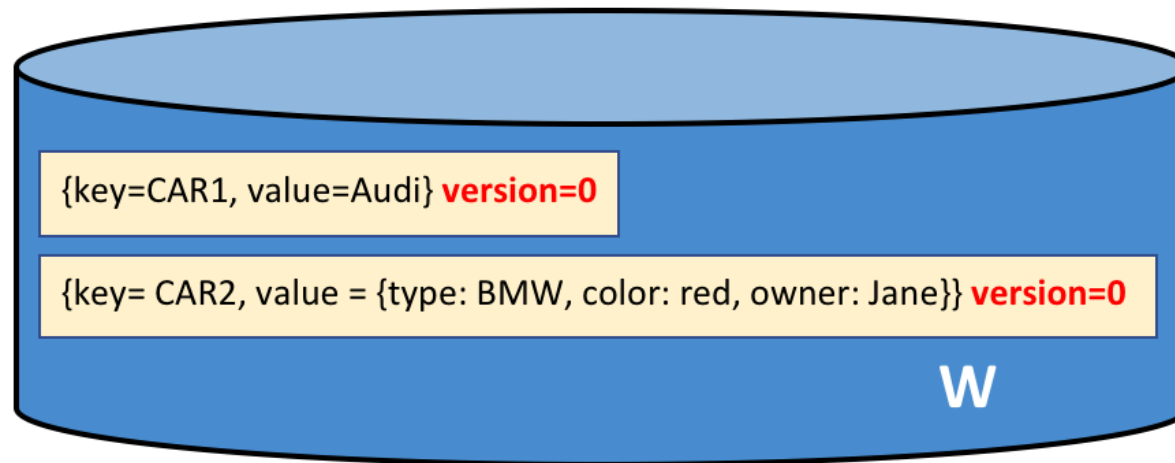 {key=CAR1, value=Audi} version=0
{key= CAR2, value = {type: BMW, color: red, owner: Jane}} version=0
W